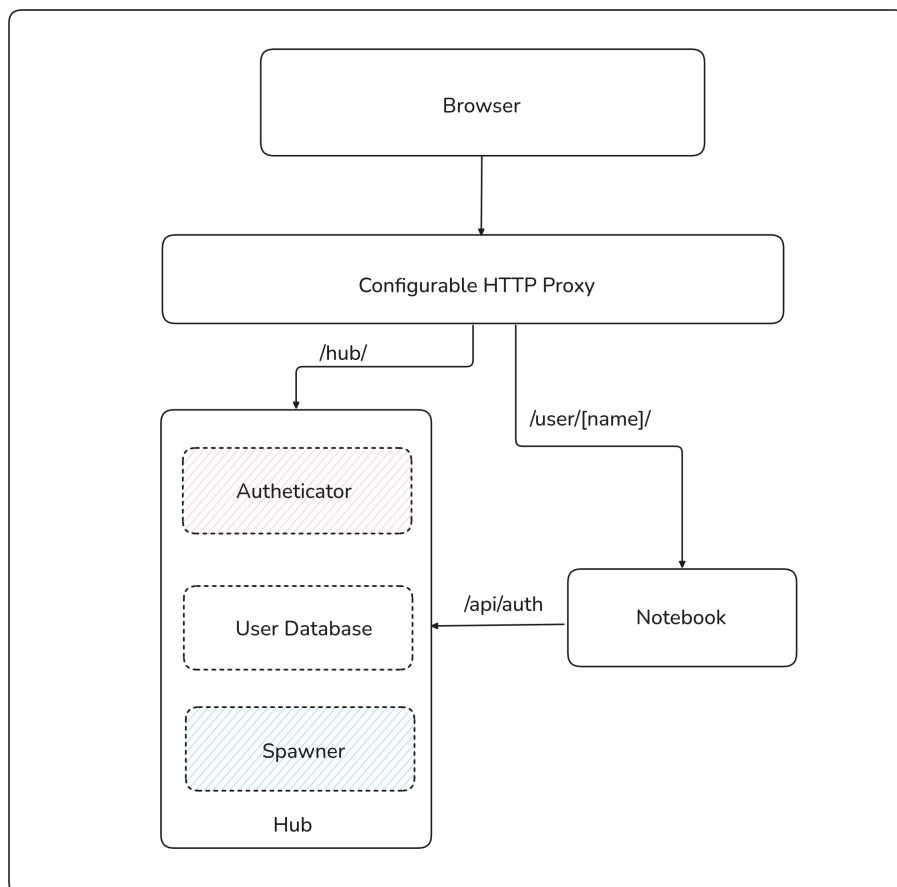 Browser
Configurable HTTP Proxy
/hub/
/user/[name]/
Autheticator
/api/auth
Notebook
User Database
Spawner
Hub